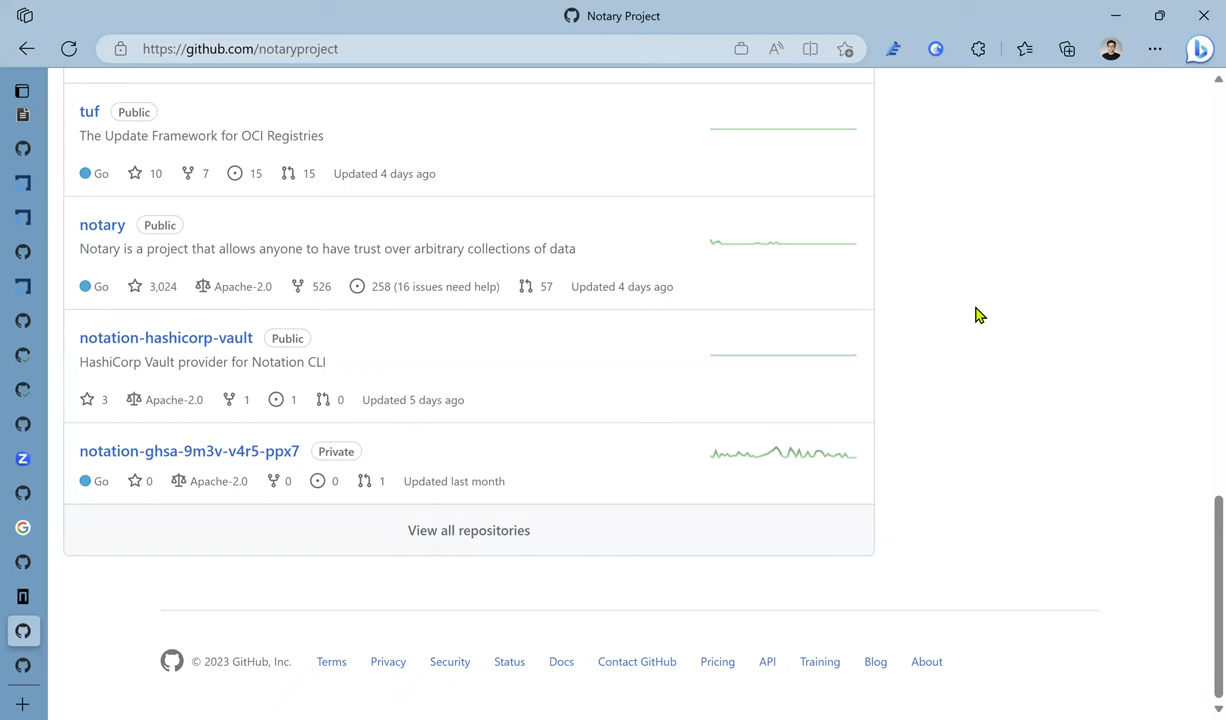 Notary Project
https://github.com/notaryproject
tuf Public
The Update Framework for OCI Registries
Go 10 7 15 15 Updated 4 days ago
notary Public
Notary is a project that allows anyone to have trust over arbitrary collections of data
Go 3,024 Apache-2.0 526 258 (16 issues need help) 57 Updated 4 days ago
notation-hashicorp-vault Public
HashiCorp Vault provider for Notation CLI
3 Apache-2.0 1 1 0 Updated 5 days ago
notation-ghsa-9m3v-v4r5-ppx7 Private
Go 0 Apache-2.0 0 0 1 Updated last month
View all repositories
© 2023 GitHub, Inc. Terms Privacy Security Status Docs Contact GitHub Pricing API Training Blog About